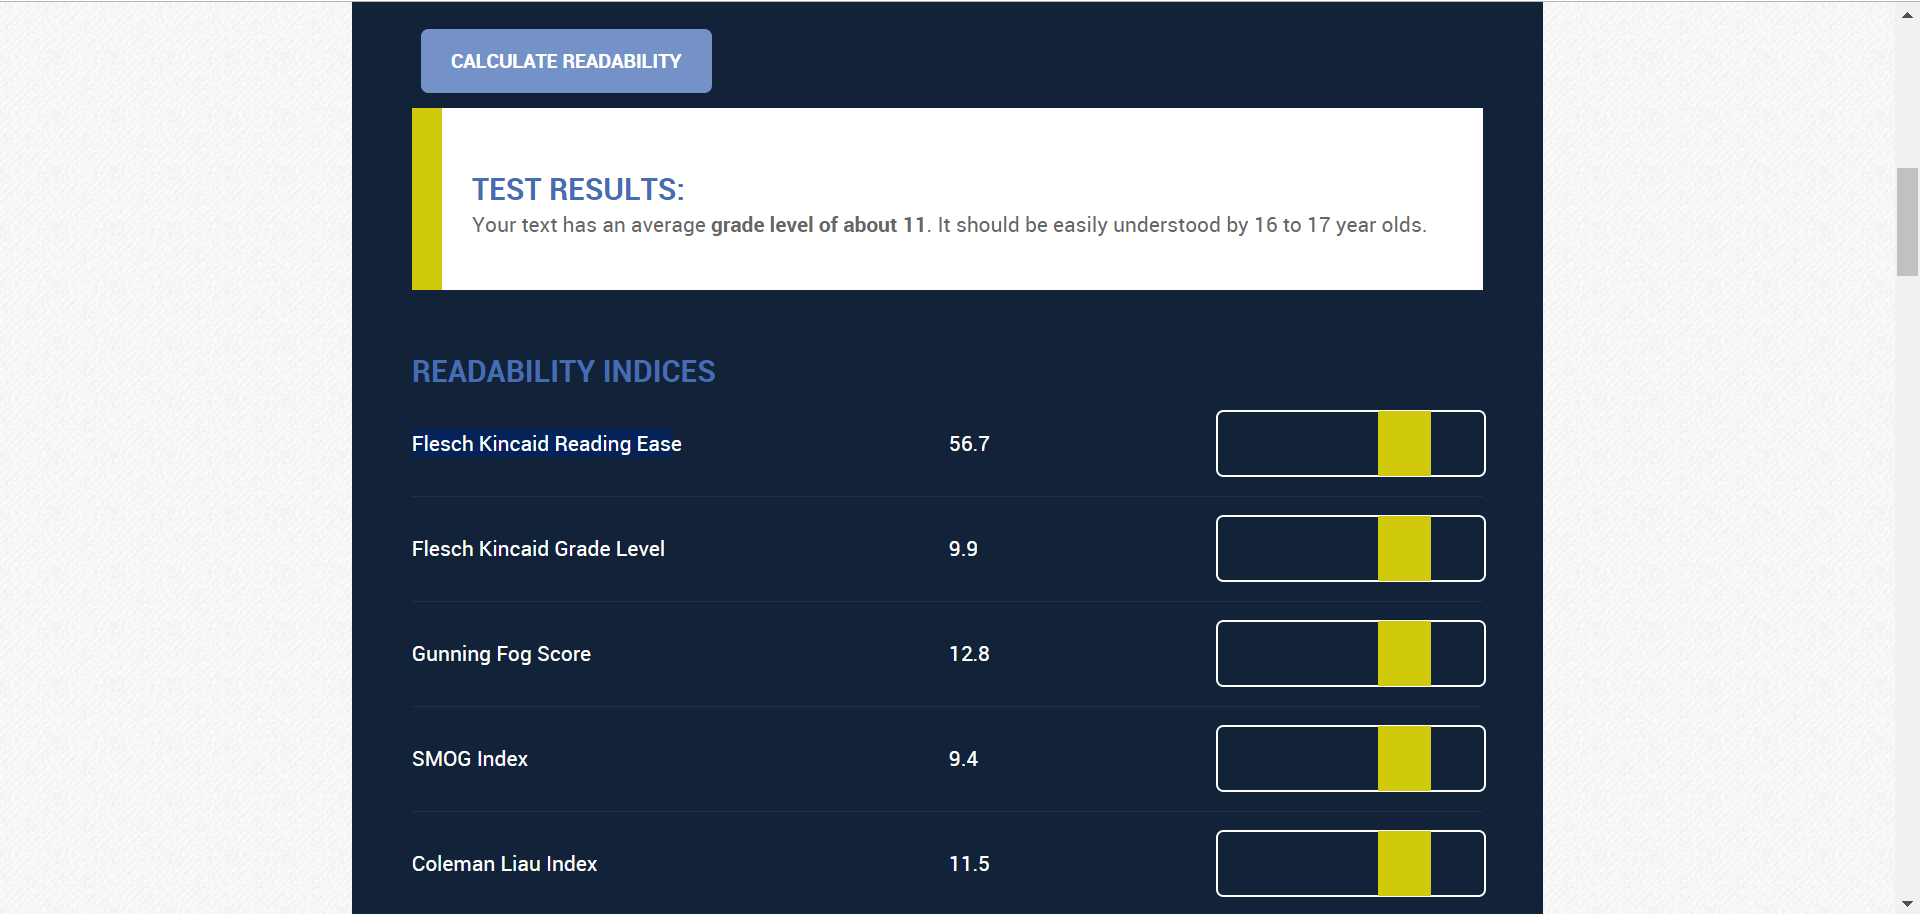 CALCULATE READABILITY
TEST RESULTS:
Your text has an average grade level of about 11. It should be easily understood by 16 to 17 year olds.
READABILITY INDICES
Flesch Kincaid Reading Ease 56.7
Flesch Kincaid Grade Level 9.9
Gunning Fog Score 12.8
SMOG Index 9.4
Coleman Liau Index 11.5